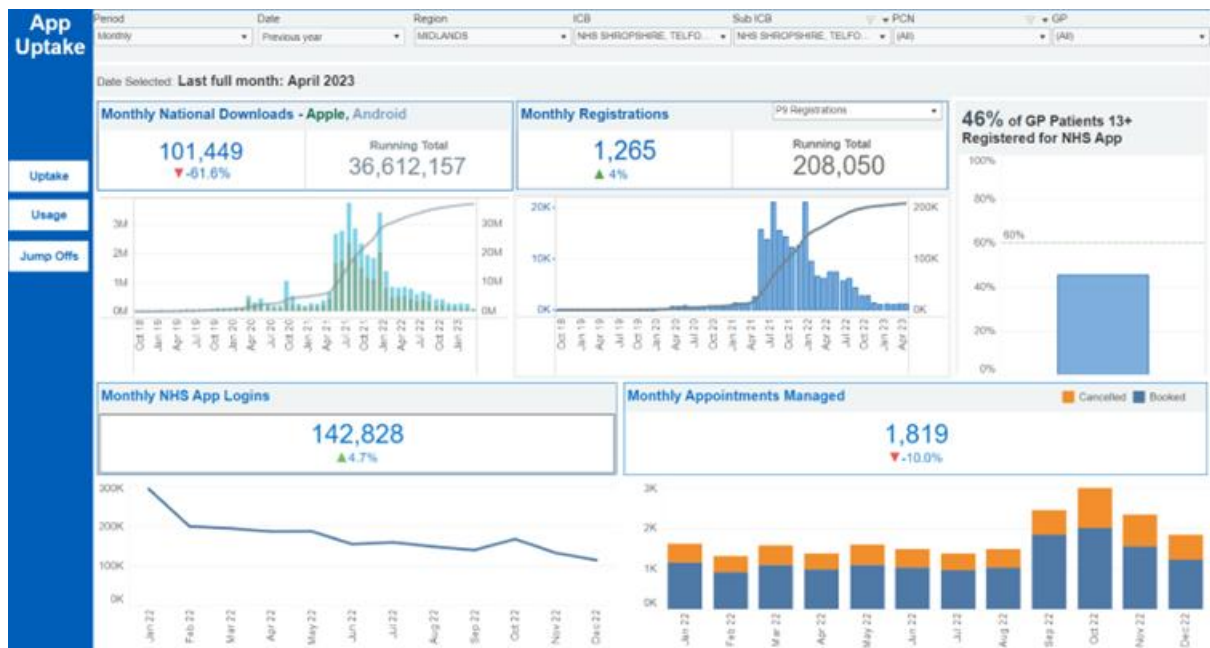 App
Uptake
Period Date Region ICB Sub ICB PCN GP
Monthly Previous year MIDLANDS NHS SHROPSHIRE, TELFO... NHS SHROPSHIRE, TELFO... (All) (All)
Date Selected: Last full month: April 2023
Uptake
Usage
Jump Offs
Monthly National Downloads - Apple, Android
101,449
▼-61.6%
Running Total
36,612,157
3M
2M
1M
0M
30M
20M
10M
0M
Oct 18 Jan 19 Apr 19 Jul 19 Oct 19 Jan 20 Apr 20 Jul 20 Oct 20 Jan 21 Apr 21 Jul 21 Oct 21 Jan 22 Apr 22 Jul 22 Oct 22 Jan 23
Monthly Registrations
P9 Registrations
1,265
▲ 4%
Running Total
208,050
20K
10K
0K
200K
100K
0K
Oct 18 Jan 19 Apr 19 Jul 19 Oct 19 Jan 20 Apr 20 Jul 20 Oct 20 Jan 21 Apr 21 Jul 21 Oct 21 Jan 22 Apr 22 Jul 22 Oct 22 Jan 23 Apr 23
46% of GP Patients 13+
Registered for NHS App
100%
80%
60%
60%
40%
20%
0%
Monthly NHS App Logins
142,828
▲4.7%
300K
200K
100K
0K
Jan 22 Feb 22 Mar 22 Apr 22 May 22 Jun 22 Jul 22 Aug 22 Sep 22 Oct 22 Nov 22 Dec 22
Monthly Appointments Managed
Cancelled Booked
1,819
▼-10.0%
3K
2K
1K
0K
Jan 22 Feb 22 Mar 22 Apr 22 May 22 Jun 22 Jul 22 Aug 22 Sep 22 Oct 22 Nov 22 Dec 22